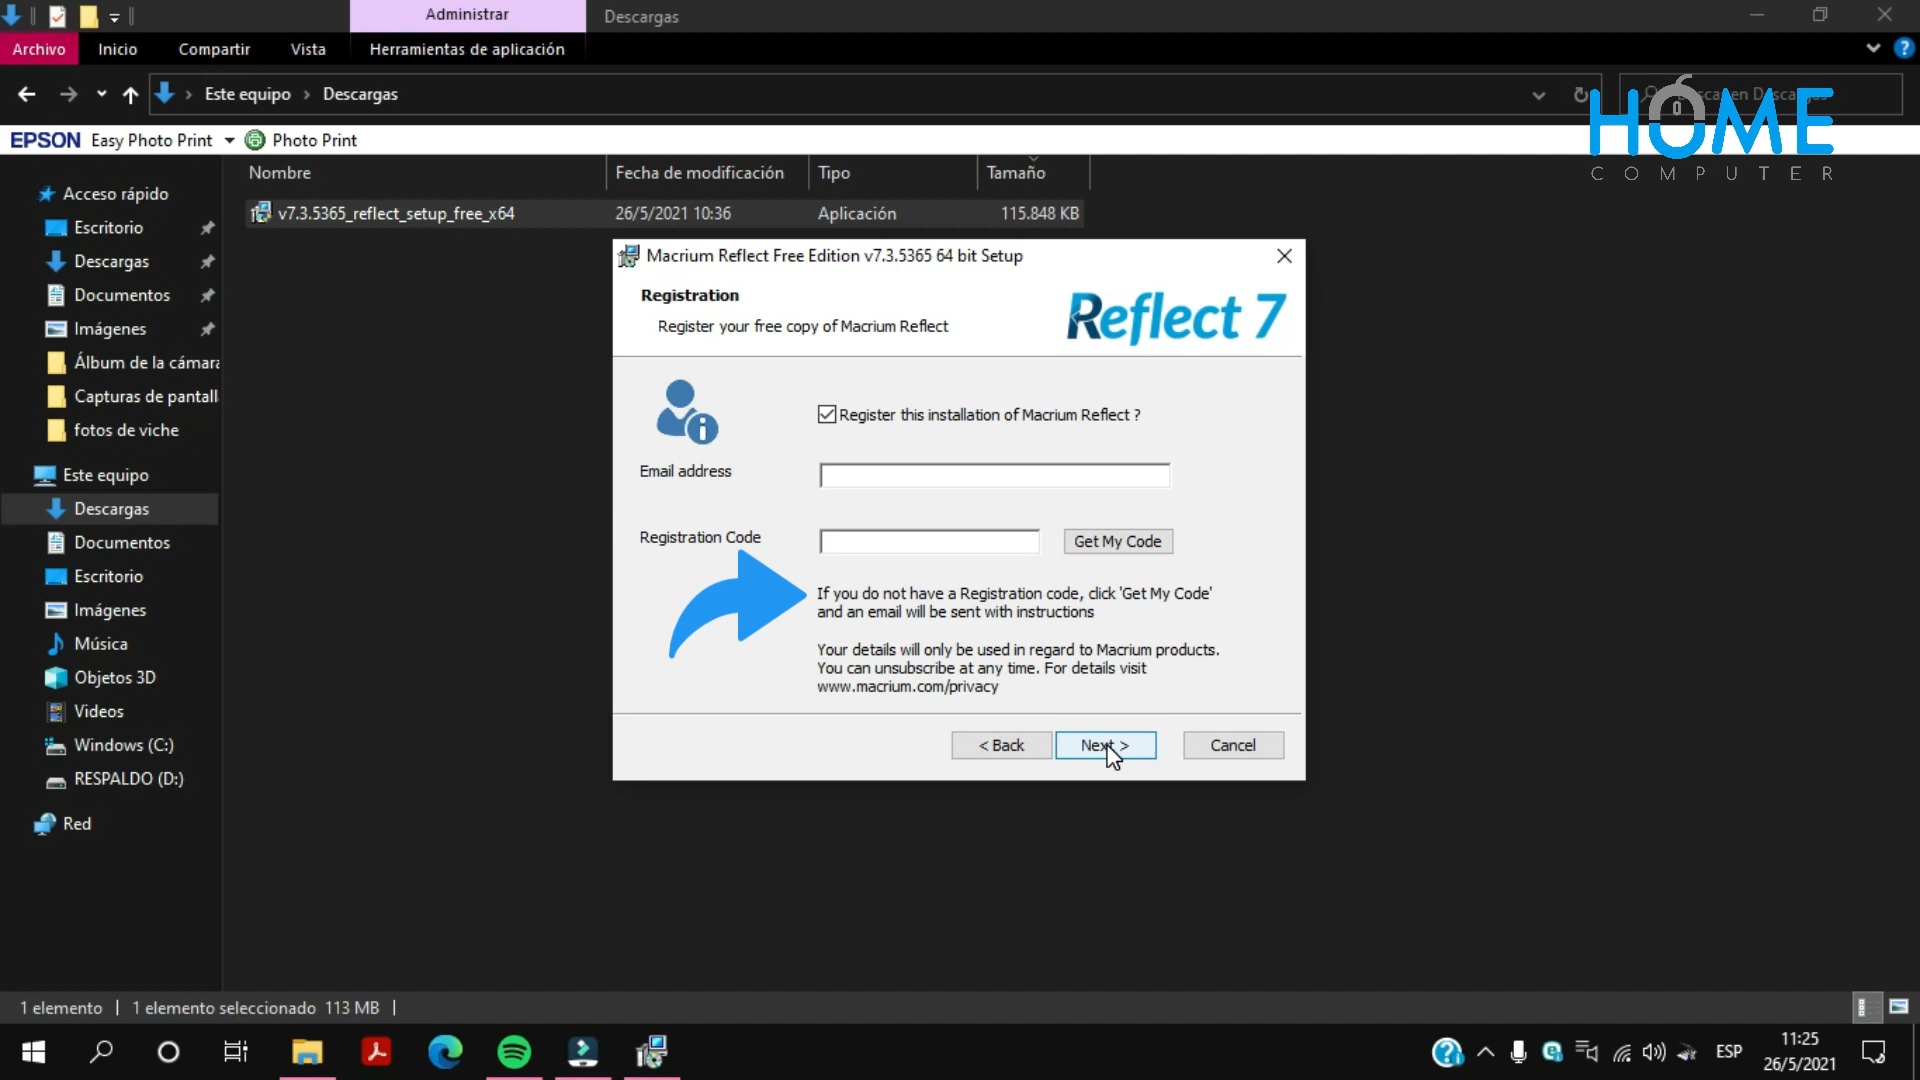 Administrar
Descargas
Archivo
Inicio
Compartir
Vista
Herramientas de aplicación
Este equipo
Descargas
HOME
COMPUTER
EPSON
Easy Photo Print
Photo Print
Nombre
Fecha de modificación
Tipo
Tamaño
v7.3.5365_reflect_setup_free_x64
26/5/2021 10:36
Aplicación
115.848 KB
Acceso rápido
Escritorio
Descargas
Documentos
Imágenes
Álbum de la cámara
Capturas de pantall
fotos de viche
Este equipo
Descargas
Documentos
Escritorio
Imágenes
Música
Objetos 3D
Videos
Windows (C:)
RESPALDO (D:)
Red
Macrium Reflect Free Edition v7.3.5365 64 bit Setup
Registration
Register your free copy of Macrium Reflect
Reflect 7
Register this installation of Macrium Reflect ?
Email address
Registration Code
Get My Code
If you do not have a Registration code, click 'Get My Code'
and an email will be sent with instructions
Your details will only be used in regard to Macrium products.
You can unsubscribe at any time. For details visit
www.macrium.com/privacy
< Back
Next >
Cancel
1 elemento
1 elemento seleccionado 113 MB
ESP
11:25
26/5/2021